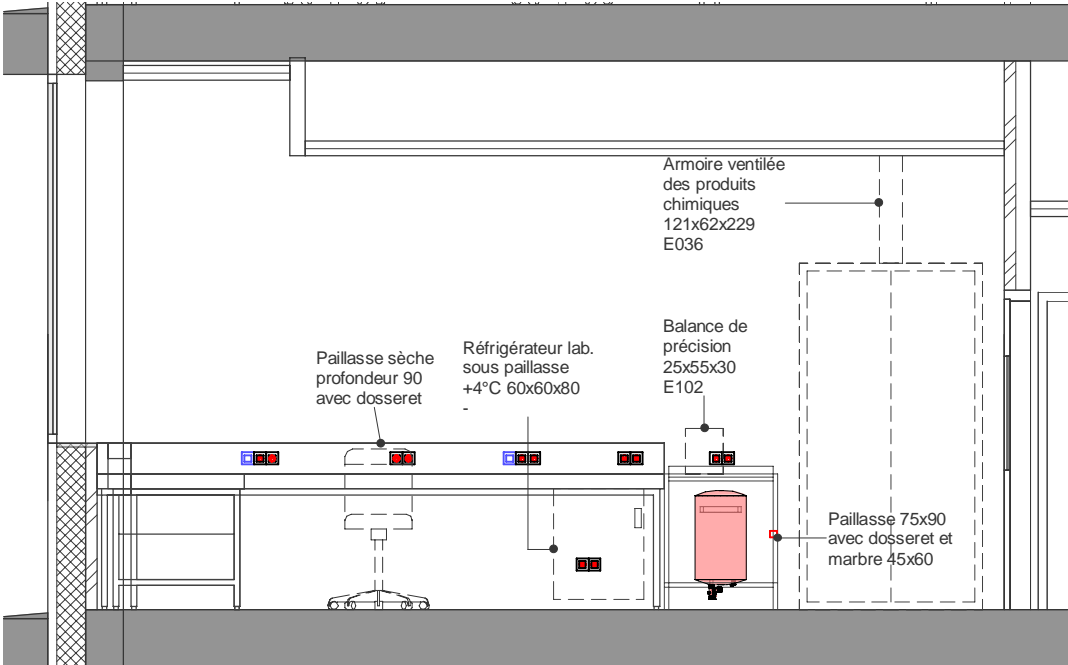 Armoire ventilée
des produits
chimiques
121x62x229
E036
Balance de
précision
25x55x30
E102
Réfrigérateur lab.
sous paillasse
+4°C 60x60x80
-
Paillasse sèche
profondeur 90
avec dosseret
Paillasse 75x90
avec dosseret et
marbre 45x60